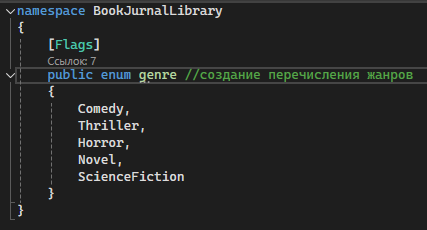 namespace BookJurnalLibrary
{
[Flags]
Ссылок: 7
public enum genre //создание перечисления жанров
{
Comedy,
Thriller,
Horror,
Novel,
ScienceFiction
}
}